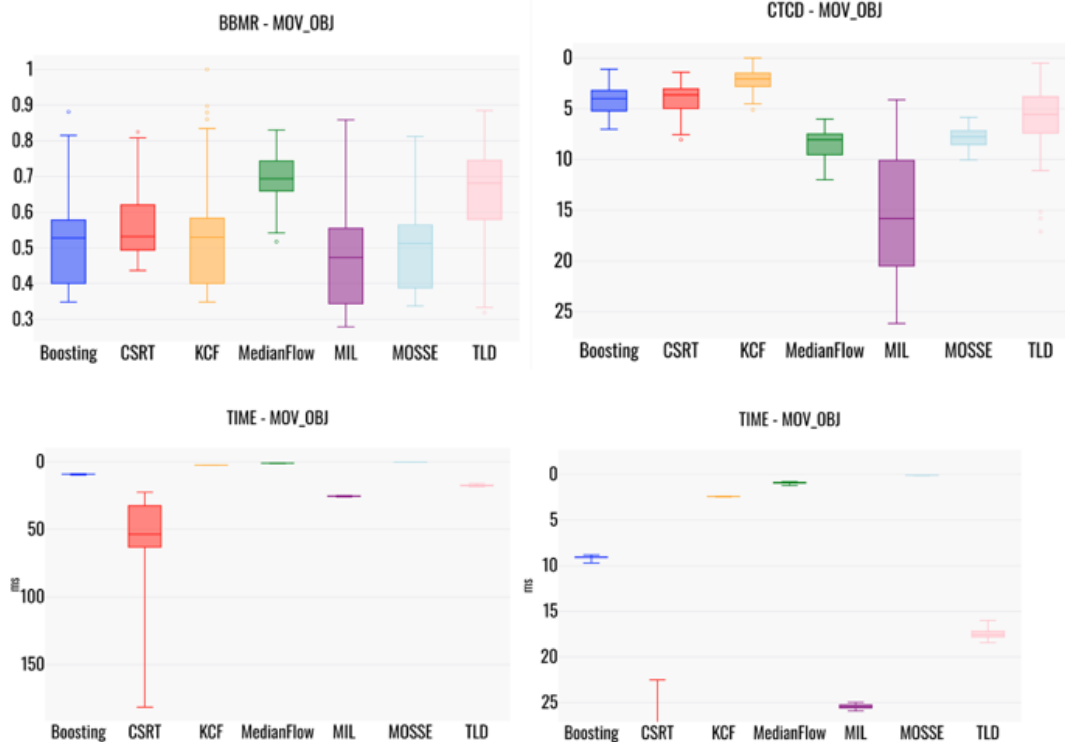 BBMR - MOV_OBJ
1
0.9
0.8
0.7
0.6
0.5
0.4
0.3
Boosting CSRT KCF MedianFlow MIL MOSSE TLD
CTCD - MOV_OBJ
0
5
10
15
20
25
Boosting CSRT KCF MedianFlow MIL MOSSE TLD
TIME - MOV_OBJ
0
50
100
150
ms
Boosting CSRT KCF MedianFlow MIL MOSSE TLD
TIME - MOV_OBJ
0
5
10
15
20
25
ms
Boosting CSRT KCF MedianFlow MIL MOSSE TLD